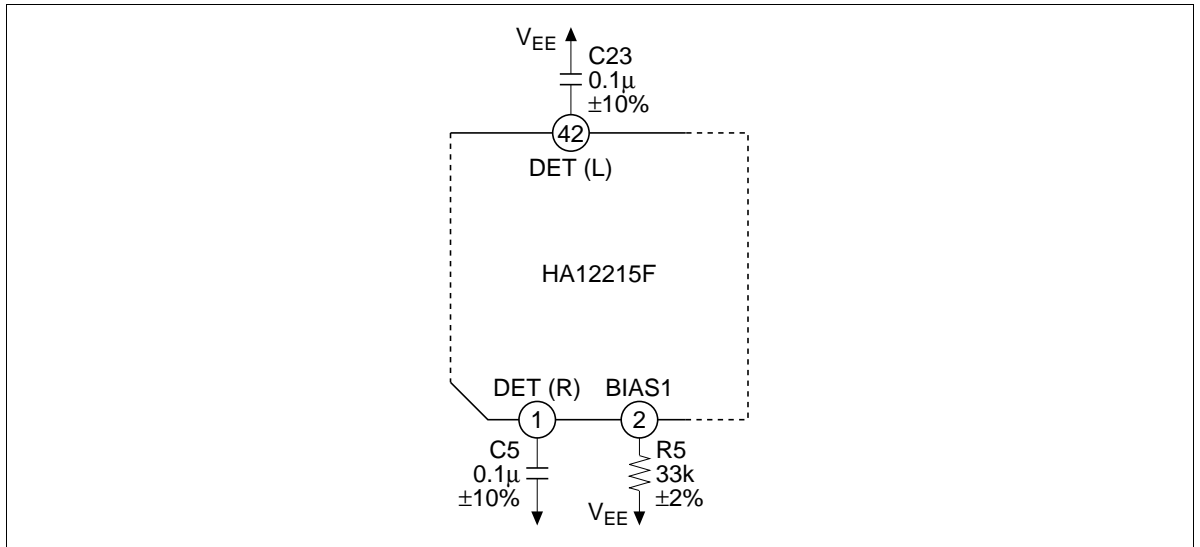 VEE
C23
0.1μ
±10%
42
DET (L)
HA12215F
DET (R)
BIAS1
1
2
C5
0.1μ
±10%
R5
33k
±2%
VEE